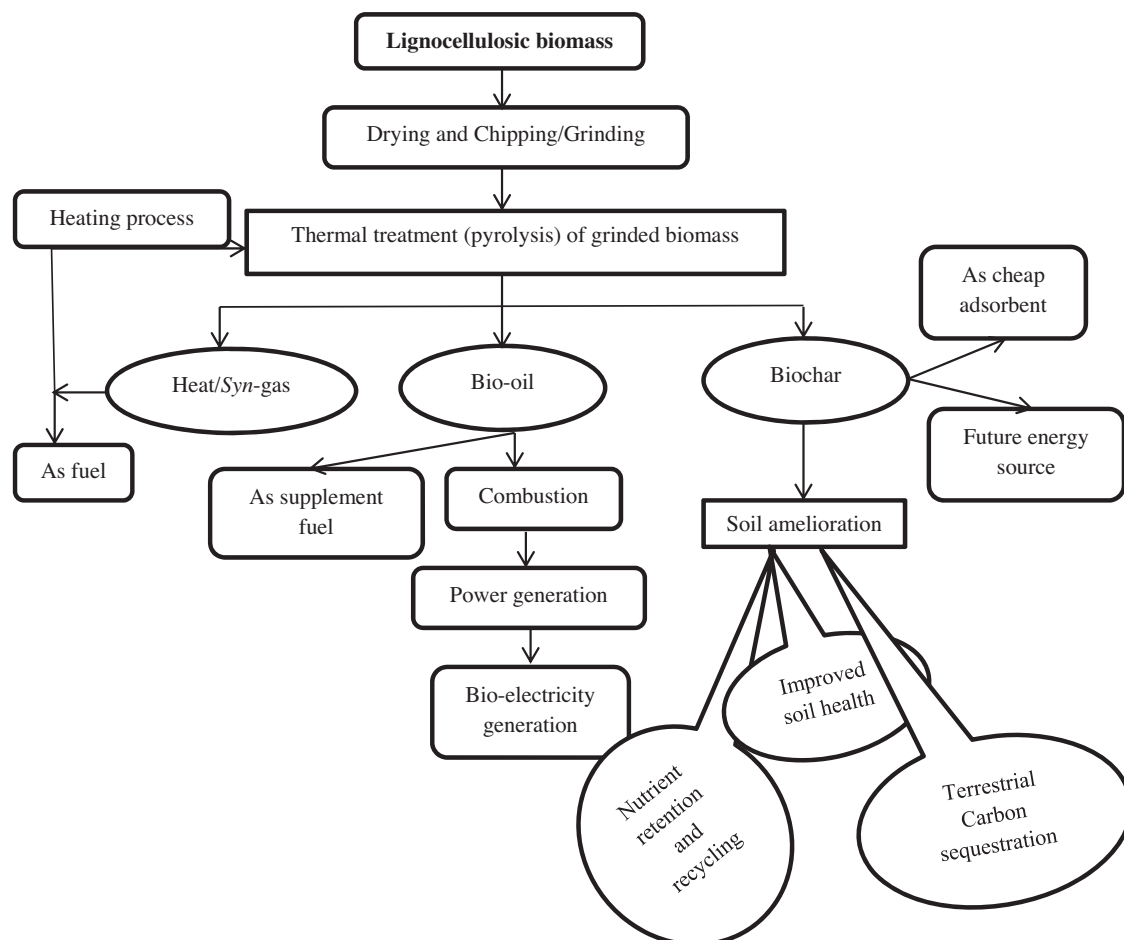 Lignocellulosic biomass
Drying and Chipping/Grinding
Heating process
Thermal treatment (pyrolysis) of grinded biomass
As cheap
adsorbent
Heat/Syn-gas
Bio-oil
Biochar
Future energy
source
As fuel
As supplement
fuel
Combustion
Soil amelioration
Power generation
Bio-electricity
generation
Improved
soil health
Nutrient
retention
and
recycling
Terrestrial
Carbon
sequestration